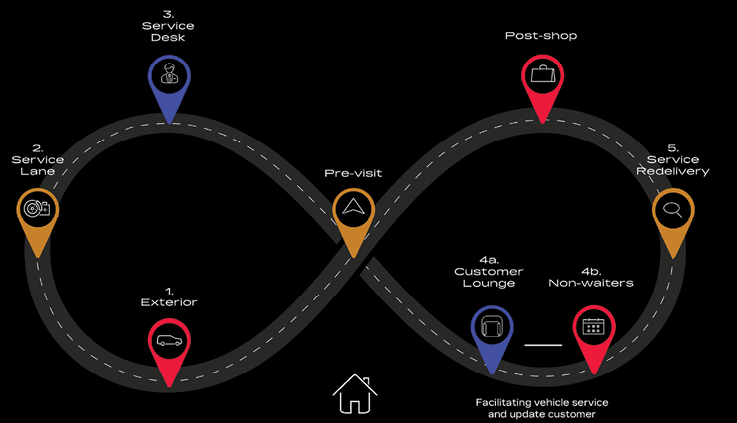 3.
Service
Desk
Post-shop
2.
Service
Lane
Pre-visit
5.
Service
Redelivery
1.
Exterior
4a.
Customer
Lounge
4b.
Non-waiters
Facilitating vehicle service
and update customer